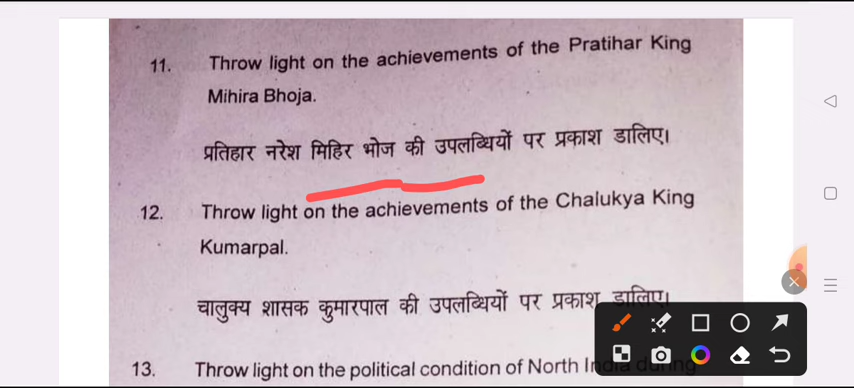 11. Throw light on the achievements of the Pratihar King
Mihira Bhoja.
प्रतिहार नरेश मिहिर भोज की उपलब्धियों पर प्रकाश डालिए।
12. Throw light on the achievements of the Chalukya King
Kumarpal.
चालुक्य शासक कुमारपाल की उपलब्धियों पर प्रकाश डालिए।
13. Throw light on the political condition of North India during